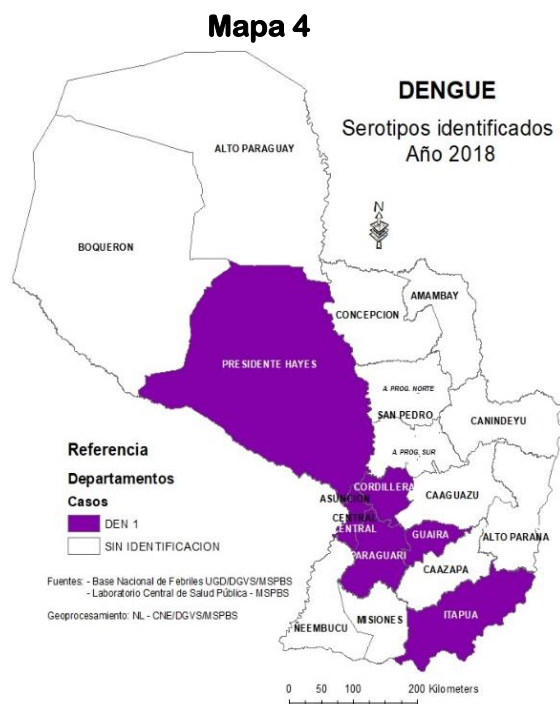 Mapa 4
DENGUE
Serotipos identificados
Año 2018
N
ALTO PARAGUAY
BOQUERON
AMAMBAY
CONCEPCION
PRESIDENTE HAYES
A. PROG. NORTE
SAN PEDRO
CANINDEYU
A. PROG. SUR
CORDILLERA
ASUNCION
CAAGUAZU
CENTRAL
CENTRAL
GUAIRA
ALTO PARANA
PARAGUARI
CAAZAPA
ITAPUA
MISIONES
ÑEEMBUCU
Referencia
Departamentos
Casos
DEN 1
SIN IDENTIFICACION
Fuentes: - Base Nacional de Febriles UGD/DGVS/MSPBS
- Laboratorio Central de Salud Pública - MSPBS
Geoprocesamiento: NL - CNE/DGVS/MSPBS
0 50 100 200 Kilometers